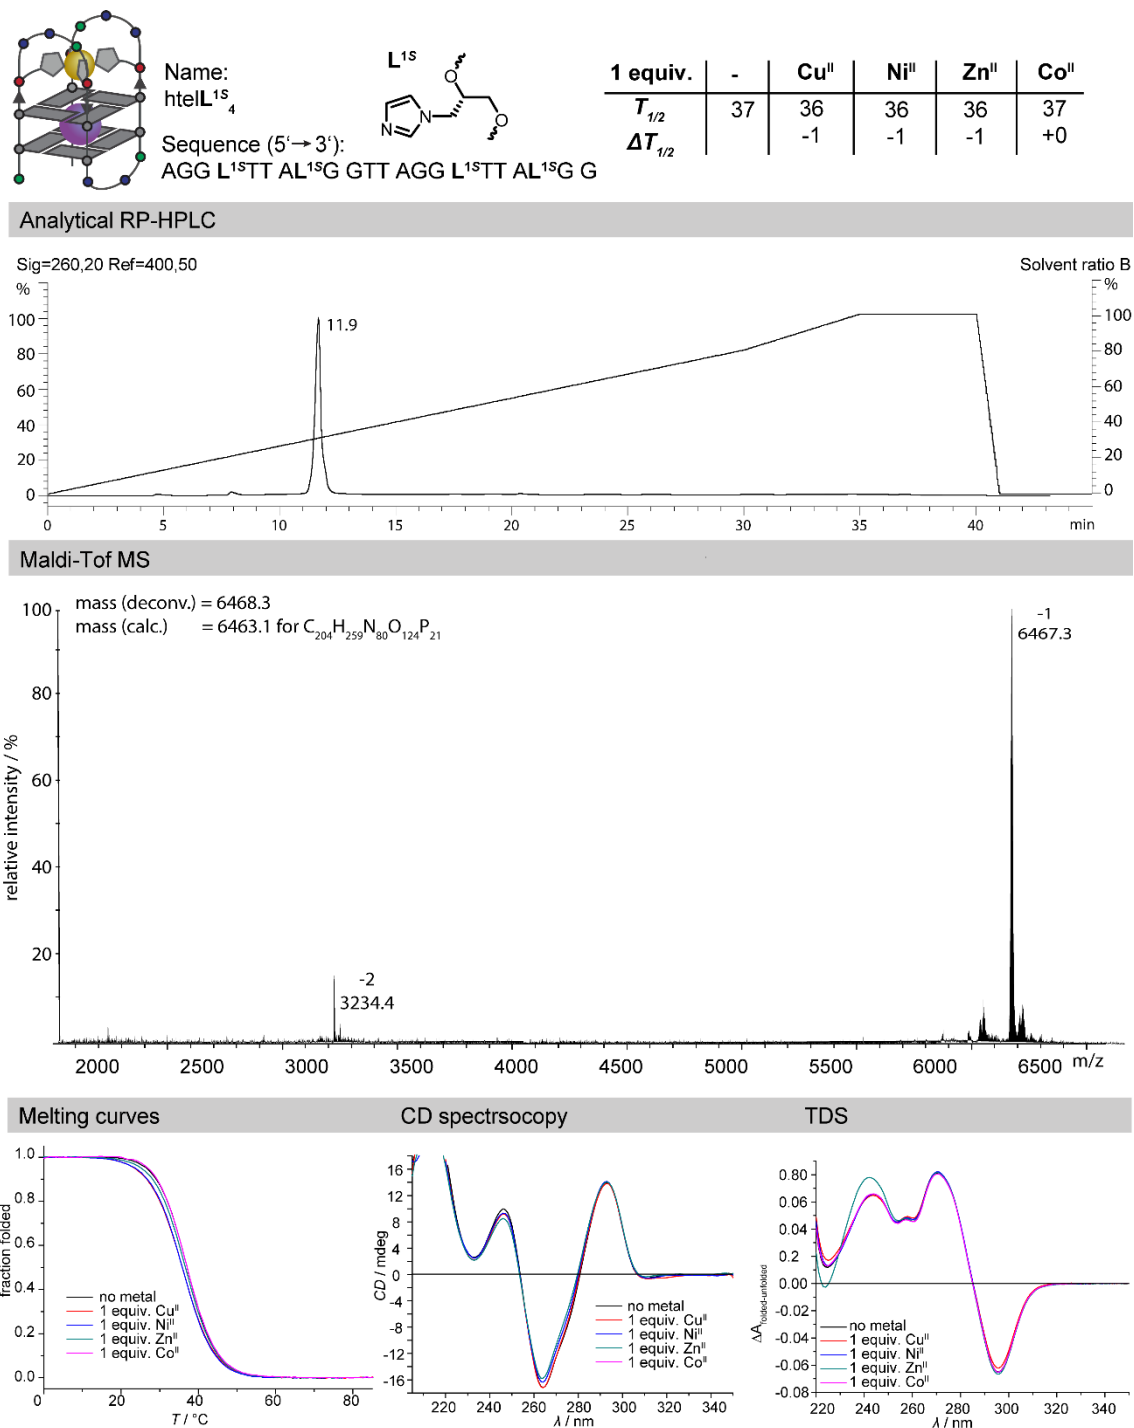 Name:
htelL1S4
Sequence (5‘→ 3‘):
AGG L1STT AL1SG GTT AGG L1STT AL1SG G
L1S
O
N
N
O
1 equiv. - CuII NiII ZnII CoII
T1/2 37 36 36 36 37
ΔT1/2 -1 -1 -1 +0
Analytical RP-HPLC
Sig=260,20 Ref=400,50 Solvent ratio B
% %
100 100
80 80
60 60
40 40
20 20
0 0
11.9
0 5 10 15 20 25 30 35 40 min
Maldi-Tof MS
mass (deconv.) = 6468.3
mass (calc.) = 6463.1 for C204H259N80O124P21
-1
6467.3
-2
3234.4
relative intensity / %
100
80
60
40
20
2000 2500 3000 3500 4000 4500 5000 5500 6000 6500 m/z
Melting curves CD spectrsocopy TDS
fraction folded
1.0
0.8
0.6
0.4
0.2
0.0
no metal
1 equiv. CuII
1 equiv. NiII
1 equiv. ZnII
1 equiv. CoII
0 20 40 60 80
T / °C
CD / mdeg
16
12
8
4
0
-4
-8
-12
-16
no metal
1 equiv. CuII
1 equiv. NiII
1 equiv. ZnII
1 equiv. CoII
220 240 260 280 300 320 340
λ / nm
ΔAfolded-unfolded
0.80
0.06
0.04
0.2
0.00
-0.02
-0.04
-0.06
-0.08
no metal
1 equiv. CuII
1 equiv. NiII
1 equiv. ZnII
1 equiv. CoII
220 240 260 280 300 320 340
λ / nm